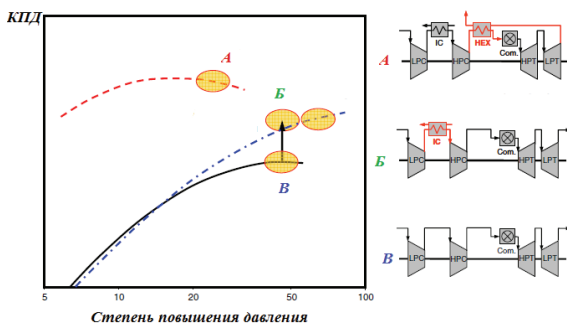 КПД
А
Б
В
5
10
20
50
100
Степень повышения давления
А
IC
HEX
Com.
LPC
HPC
HPT
LPT
Б
IC
Com.
LPC
HPC
HPT
LPT
В
Com.
LPC
HPC
HPT
LPT